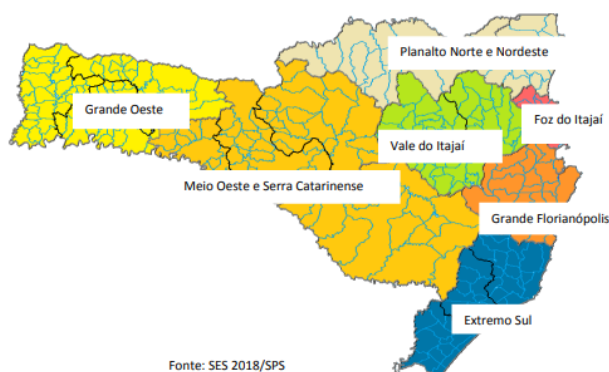 Planalto Norte e Nordeste
Grande Oeste
Foz do Itajaí
Vale do Itajaí
Meio Oeste e Serra Catarinense
Grande Florianópolis
Extremo Sul
Fonte: SES 2018/SPS